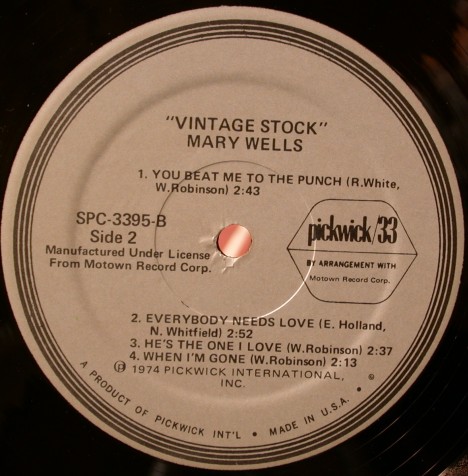 "VINTAGE STOCK"
MARY WELLS
1. YOU BEAT ME TO THE PUNCH (R.White,
W.Robinson) 2:43
SPC-3395-B
Side 2
Manufactured Under License
From Motown Record Corp.
pickwick/33
BY ARRANGEMENT WITH
Motown Record Corp.
2. EVERYBODY NEEDS LOVE (E. Holland,
N. Whitfield) 2:52
3. HE'S THE ONE I LOVE (W.Robinson) 2:37
4. WHEN I'M GONE (W.Robinson) 2:13
℗ 1974 PICKWICK INTERNATIONAL,
INC.
A PRODUCT OF PICKWICK INT'L • MADE IN U.S.A. •